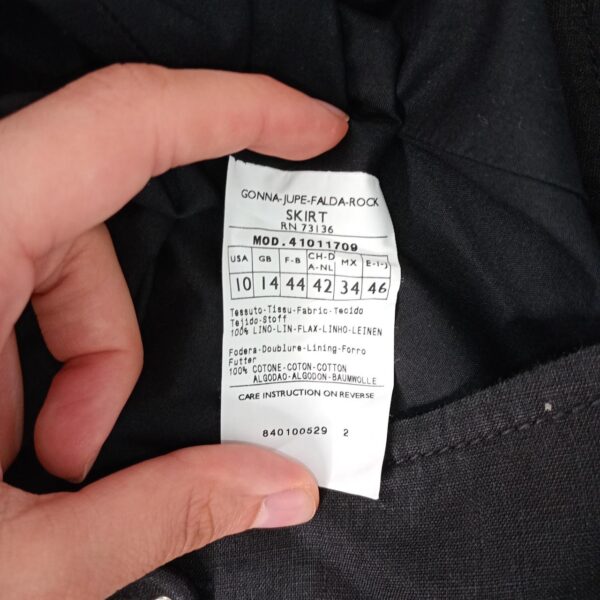 GONNA-JUPE-FALDA-ROCK
SKIRT
RN 73136
MOD.41011709
USA GB F-B CH-D A-NL MX E-I-J
10 14 44 42 34 46
Tessuto-Tissu-Fabric-Tecido
Tejido-Stoff
100% LINO-LIN-FLAX-LINHO-LEINEN
Fodera-Doublure-Lining-Forro
Futter
100% COTONE-COTON-COTTON
ALGODAO-ALGODON-BAUMWOLLE
CARE INSTRUCTION ON REVERSE
840100529 2